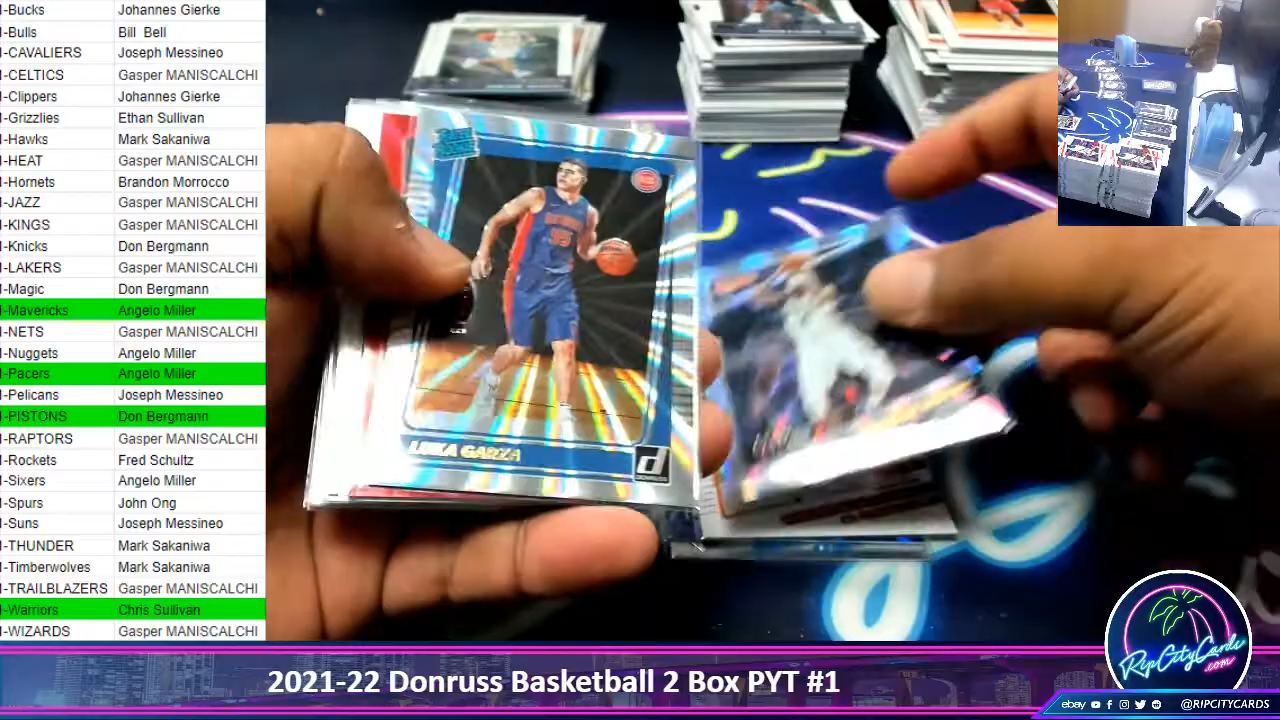 -Bucks Johannes Gierke
-Bulls Bill Bell
-CAVALIERS Joseph Messineo
-CELTICS Gasper MANISCALCHI
-Clippers Johannes Gierke
-Grizzlies Ethan Sullivan
-Hawks Mark Sakaniwa
-HEAT Gasper MANISCALCHI
-Hornets Brandon Morrocco
-JAZZ Gasper MANISCALCHI
-KINGS Gasper MANISCALCHI
-Knicks Don Bergmann
-LAKERS Gasper MANISCALCHI
-Magic Don Bergmann
-Mavericks Angelo Miller
-NETS Gasper MANISCALCHI
-Nuggets Angelo Miller
-Pacers Angelo Miller
-Pelicans Joseph Messineo
-PISTONS Don Bergmann
-RAPTORS Gasper MANISCALCHI
-Rockets Fred Schultz
-Sixers Angelo Miller
-Spurs John Ong
-Suns Joseph Messineo
-THUNDER Mark Sakaniwa
-Timberwolves Mark Sakaniwa
-TRAILBLAZERS Gasper MANISCALCHI
-Warriors Chris Sullivan
-WIZARDS Gasper MANISCALCHI
LUKA GARZA
d
2021-22 Donruss Basketball 2 Box PYT #1
RipCityCards
.com
ebay @RIPCITYCARDS